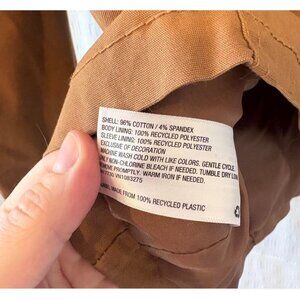 SHELL: 96% COTTON / 4% SPANDEX
BODY LINING: 100% RECYCLED POLYESTER
SLEEVE LINING: 100% RECYCLED POLYESTER
EXCLUSIVE OF DECORATION
MACHINE WASH COLD WITH LIKE COLORS. GENTLE CYCLE.
ONLY NON-CHLORINE BLEACH IF NEEDED. TUMBLE DRY LOW.
REMOVE PROMPTLY. WARM IRON IF NEEDED.
VN1083275
LABEL MADE FROM 100% RECYCLED PLASTIC